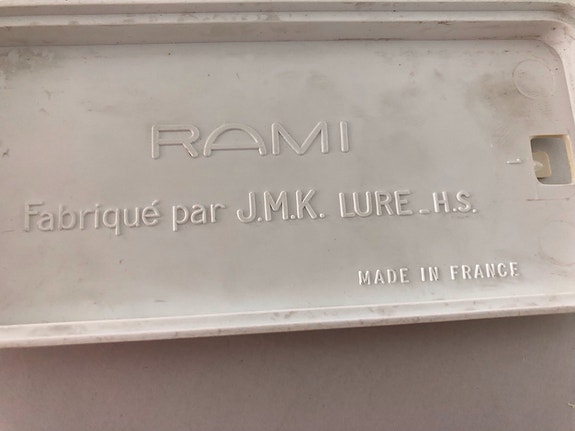 RAMI
Fabriqué par J.M.K. LURE_H.S.
MADE IN FRANCE